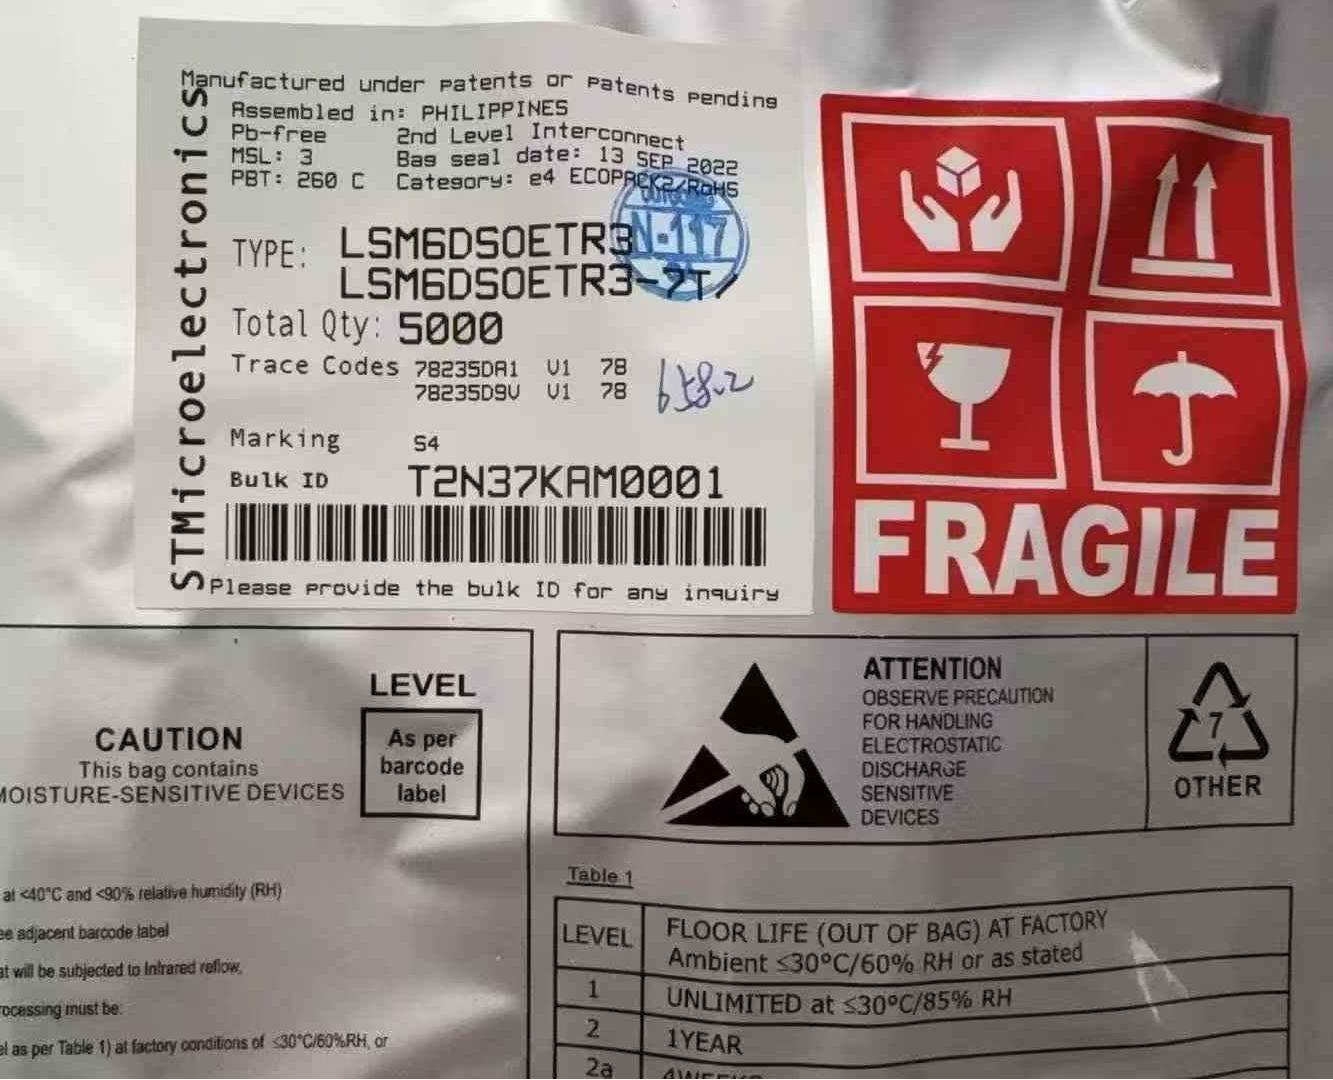 Manufactured under patents or patents pending
STMicroelectronics
Assembled in: PHILIPPINES
Pb-free 2nd Level Interconnect
MSL: 3 Bag seal date: 13 SEP 2022
PBT: 260 C Category: e4 ECOPACK2/RoHS
TYPE: LSM6DSOETR3
LSM6DSOETR3-7T/
N-117
Total Qty: 5000
Trace Codes 78235DA1 V1 78
78235D9V V1 78
Marking S4
Bulk ID T2N37KAM0001
Please provide the bulk ID for any inquiry
FRAGILE
LEVEL
As per
barcode
label
CAUTION
This bag contains
MOISTURE-SENSITIVE DEVICES
at <40°C and <90% relative humidity (RH)
adjacent barcode label
will be subjected to Infrared reflow,
must be:
as per Table 1) at factory conditions of ≤30°C/60%RH, or
ATTENTION
OBSERVE PRECAUTION
FOR HANDLING
ELECTROSTATIC
DISCHARGE
SENSITIVE
DEVICES
7
OTHER
Table 1
LEVEL FLOOR LIFE (OUT OF BAG) AT FACTORY
Ambient ≤30°C/60% RH or as stated
1 UNLIMITED at ≤30°C/85% RH
2 1YEAR
2a 4WEEKS